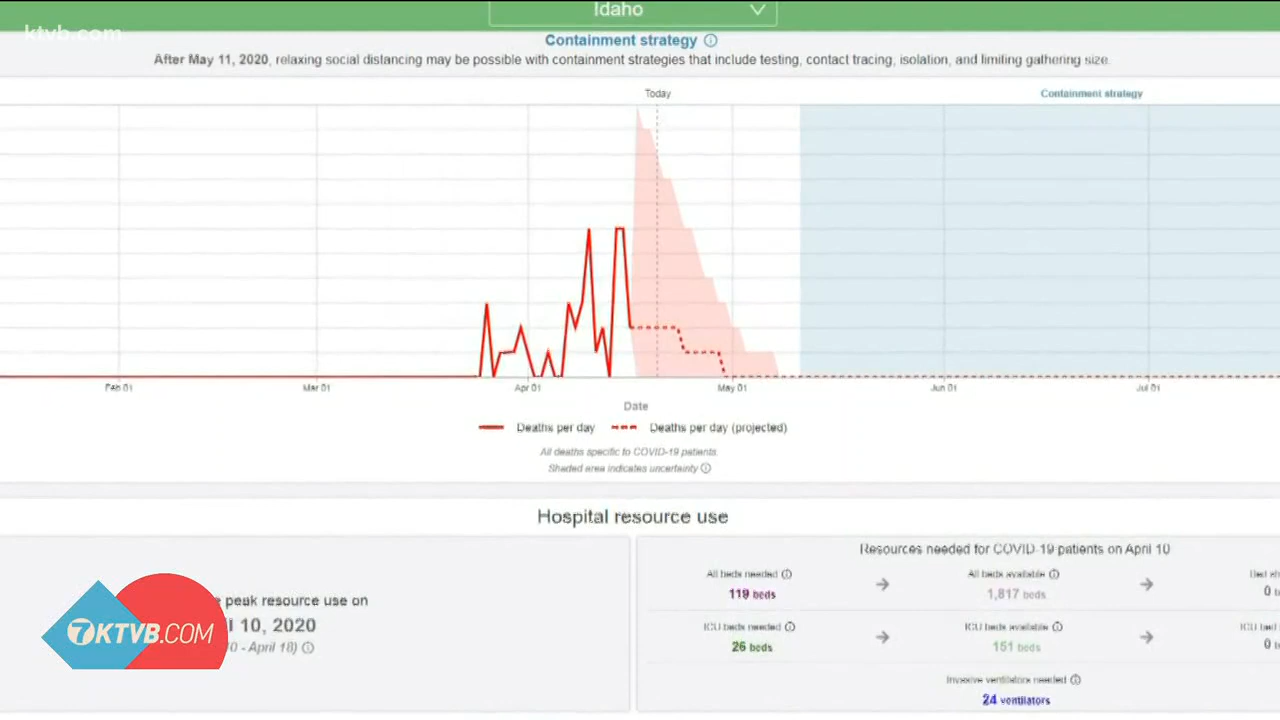 Idaho
ktvb.com
Containment strategy
After May 11, 2020, relaxing social distancing may be possible with containment strategies that include testing, contact tracing, isolation, and limiting gathering size.
Today
Containment strategy
Feb 01 Mar 01 Apr 01 May 01 Jun 01 Jul 01
Date
Deaths per day Deaths per day (projected)
All deaths specific to COVID-19 patients.
Shaded area indicates uncertainty
Hospital resource use
peak resource use on
10, 2020
- April 18)
7KTVB.COM
Resources needed for COVID-19 patients on April 10
All beds needed All beds available
119 beds 1,817 beds 0
ICU beds needed ICU beds available ICU bed
26 beds 151 beds 0
Invasive ventilators needed
24 ventilators